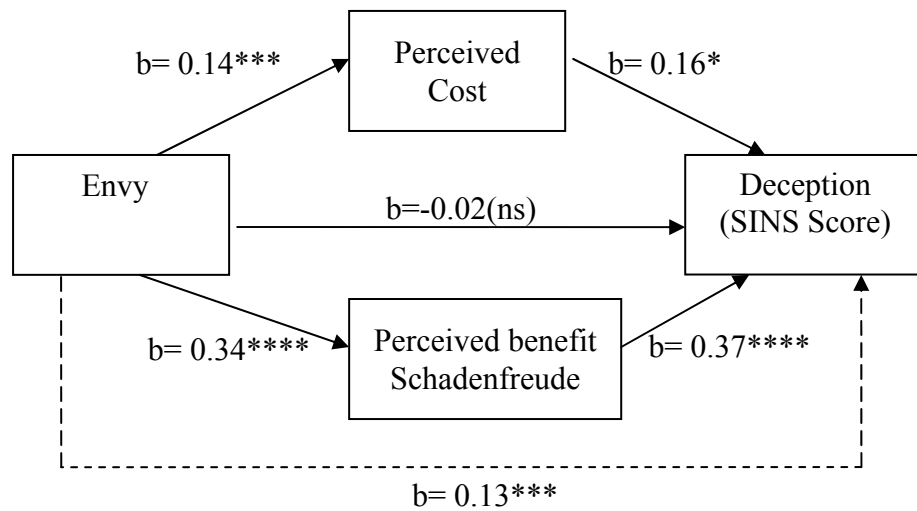 b= 0.14***
Perceived
Cost
b= 0.16*
Envy
b=-0.02(ns)
Deception
(SINS Score)
b= 0.34****
Perceived benefit
Schadenfreude
b= 0.37****
b= 0.13***